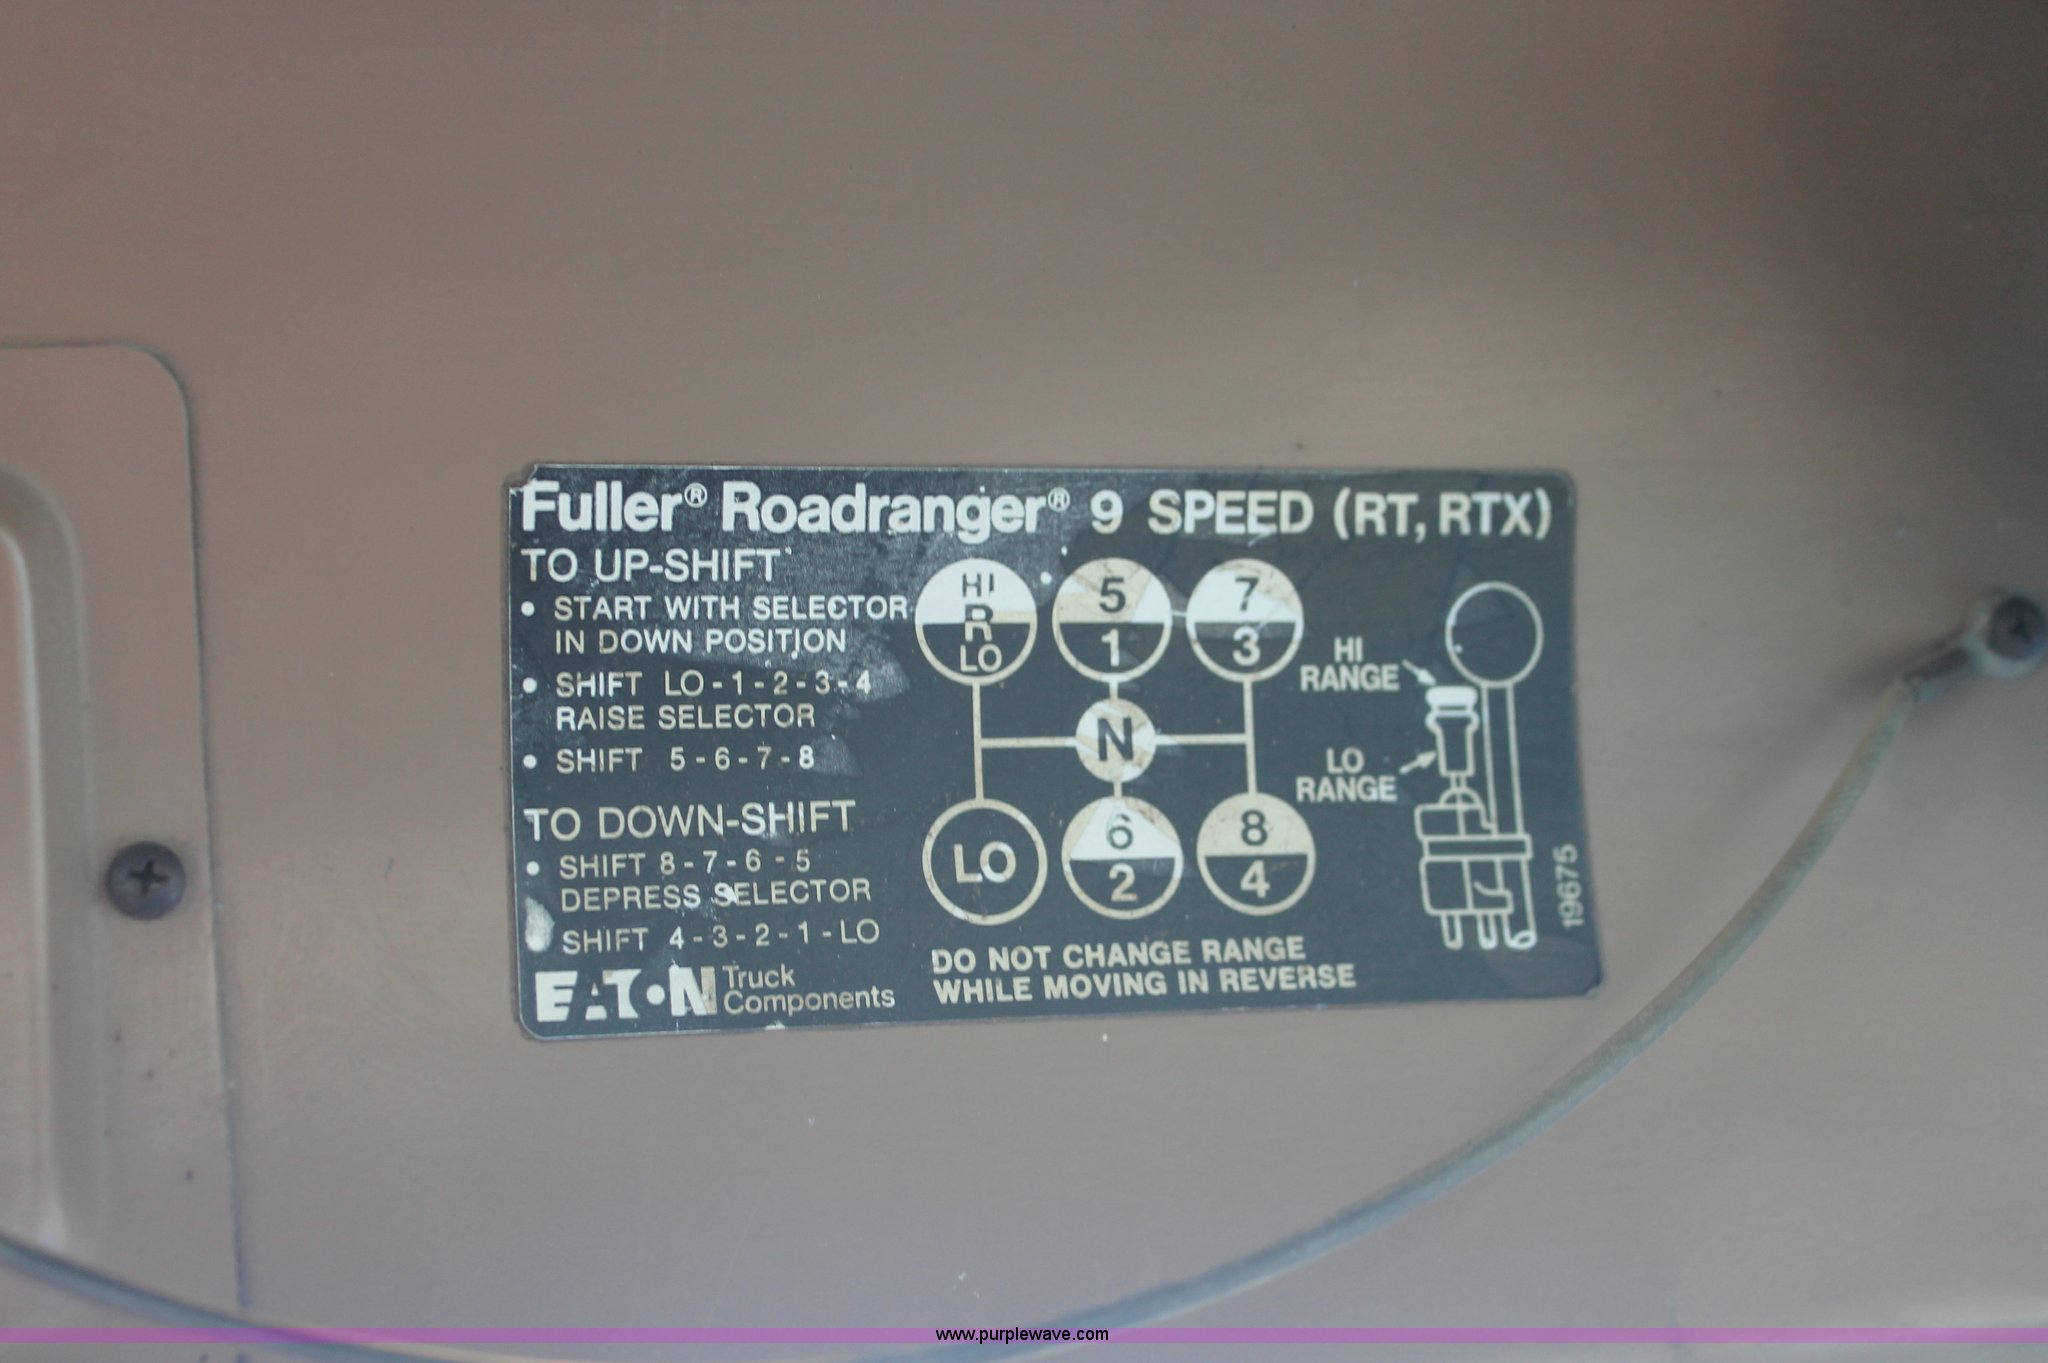 Fuller® Roadranger® 9 SPEED (RT, RTX)
TO UP-SHIFT
• START WITH SELECTOR
IN DOWN POSITION
• SHIFT LO-1-2-3-4
RAISE SELECTOR
• SHIFT 5-6-7-8
TO DOWN-SHIFT
• SHIFT 8-7-6-5
DEPRESS SELECTOR
SHIFT 4-3-2-1-LO
EATON Truck
Components
HI
R
LO
5
1
7
3
N
LO
6
2
8
4
DO NOT CHANGE RANGE
WHILE MOVING IN REVERSE
HI
RANGE
LO
RANGE
19675
www.purplewave.com